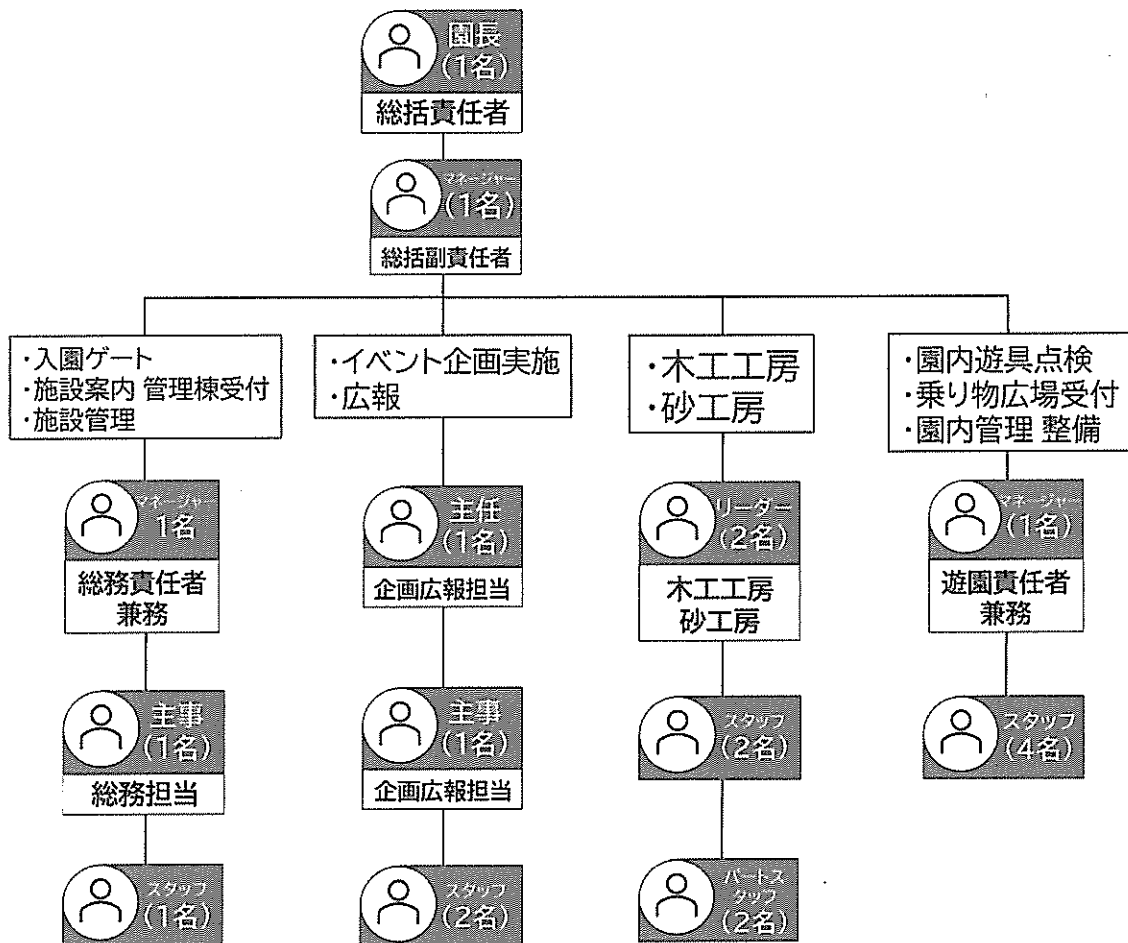 園長
(1名)
総括責任者
マネージャー
(1名)
総括副責任者
・入園ゲート
・施設案内 管理棟受付
・施設管理
マネージャー
1名
総務責任者
兼務
主事
(1名)
総務担当
スタッフ
(1名)
・イベント企画実施
・広報
主任
(1名)
企画広報担当
主事
(1名)
企画広報担当
スタッフ
(2名)
・木工工房
・砂工房
リーダー
(2名)
木工工房
砂工房
スタッフ
(2名)
パートス
タッフ
(2名)
・園内遊具点検
・乗り物広場受付
・園内管理 整備
マネージャー
(1名)
遊園責任者
兼務
スタッフ
(4名)